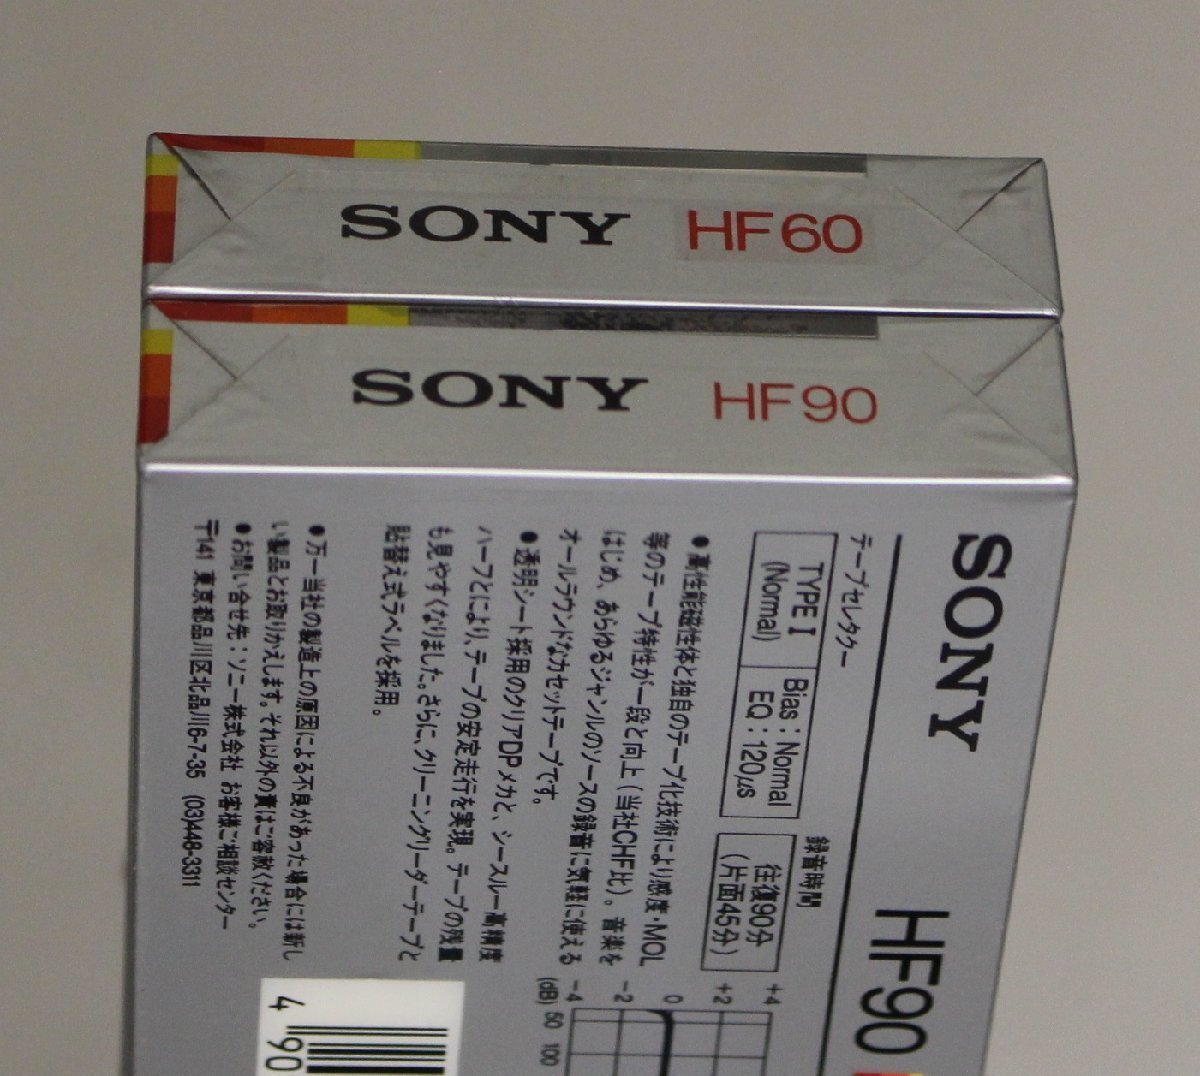 SONY HF60
SONY HF90
SONY HF90
テープセレクター
TYPE I
(Normal)
Bias : Normal
EQ : 120μs
録音時間
往復90分
(片面45分)
●高性能磁性体と独自のテープ化技術により感度・MOL
等のテープ特性が一段と向上(当社CHF比)。音楽を
はじめ、あらゆるジャンルのソースの録音に気軽に使える
オールラウンドなカセットテープです。
●透明シート採用のクリアDPメカと、シースルー高精度
ハーフとにより、テープの安定走行を実現。テープの残量
も見やすくなりました。さらに、クリーニングリーダーテープと
貼替え式ラベルを採用。
●万一当社の製造上の原因による不良があった場合には新し
い製品とお取りかえします。それ以外の責はご容赦ください。
●お問い合せ先:ソニー株式会社 お客様ご相談センター
〒141 東京都品川区北品川6-7-35 (03)448-3311
+4
+2
0
-2
-4
(dB)
50 100
4 90